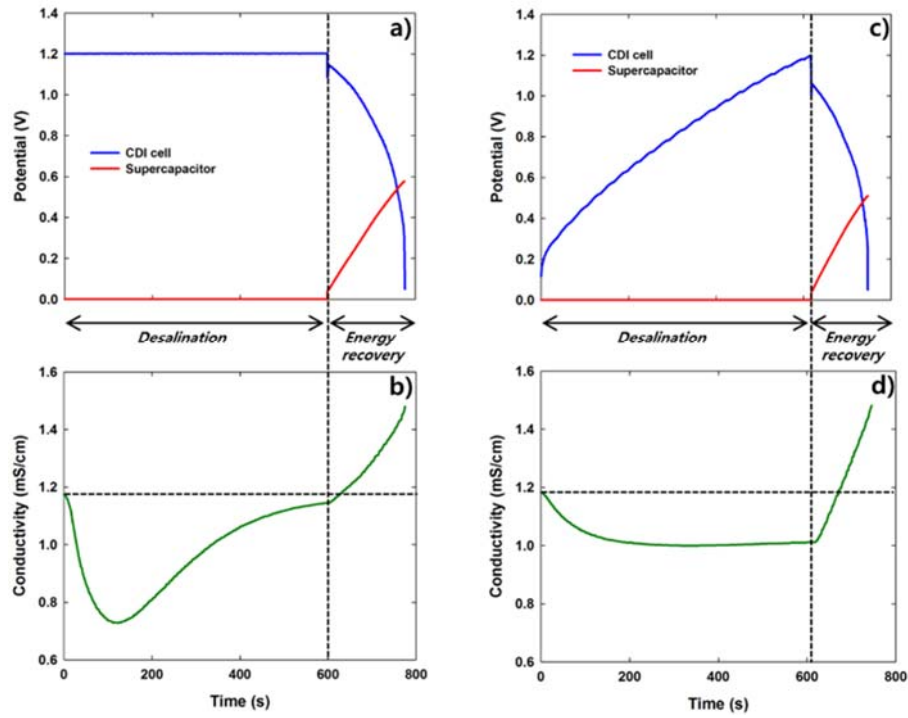 a)
1.4
1.2
1.0
0.8
0.6
0.4
0.2
0.0
Potential (V)
CDI cell
Supercapacitor
Desalination
Energy
recovery
c)
1.4
1.2
1.0
0.8
0.6
0.4
0.2
0.0
Potential (V)
CDI cell
Supercapacitor
Desalination
Energy
recovery
b)
1.6
1.4
1.2
1.0
0.8
0.6
Conductivity (mS/cm)
0 200 400 600 800
Time (s)
d)
1.6
1.4
1.2
1.0
0.8
0.6
Conductivity (mS/cm)
0 200 400 600 800
Time (s)